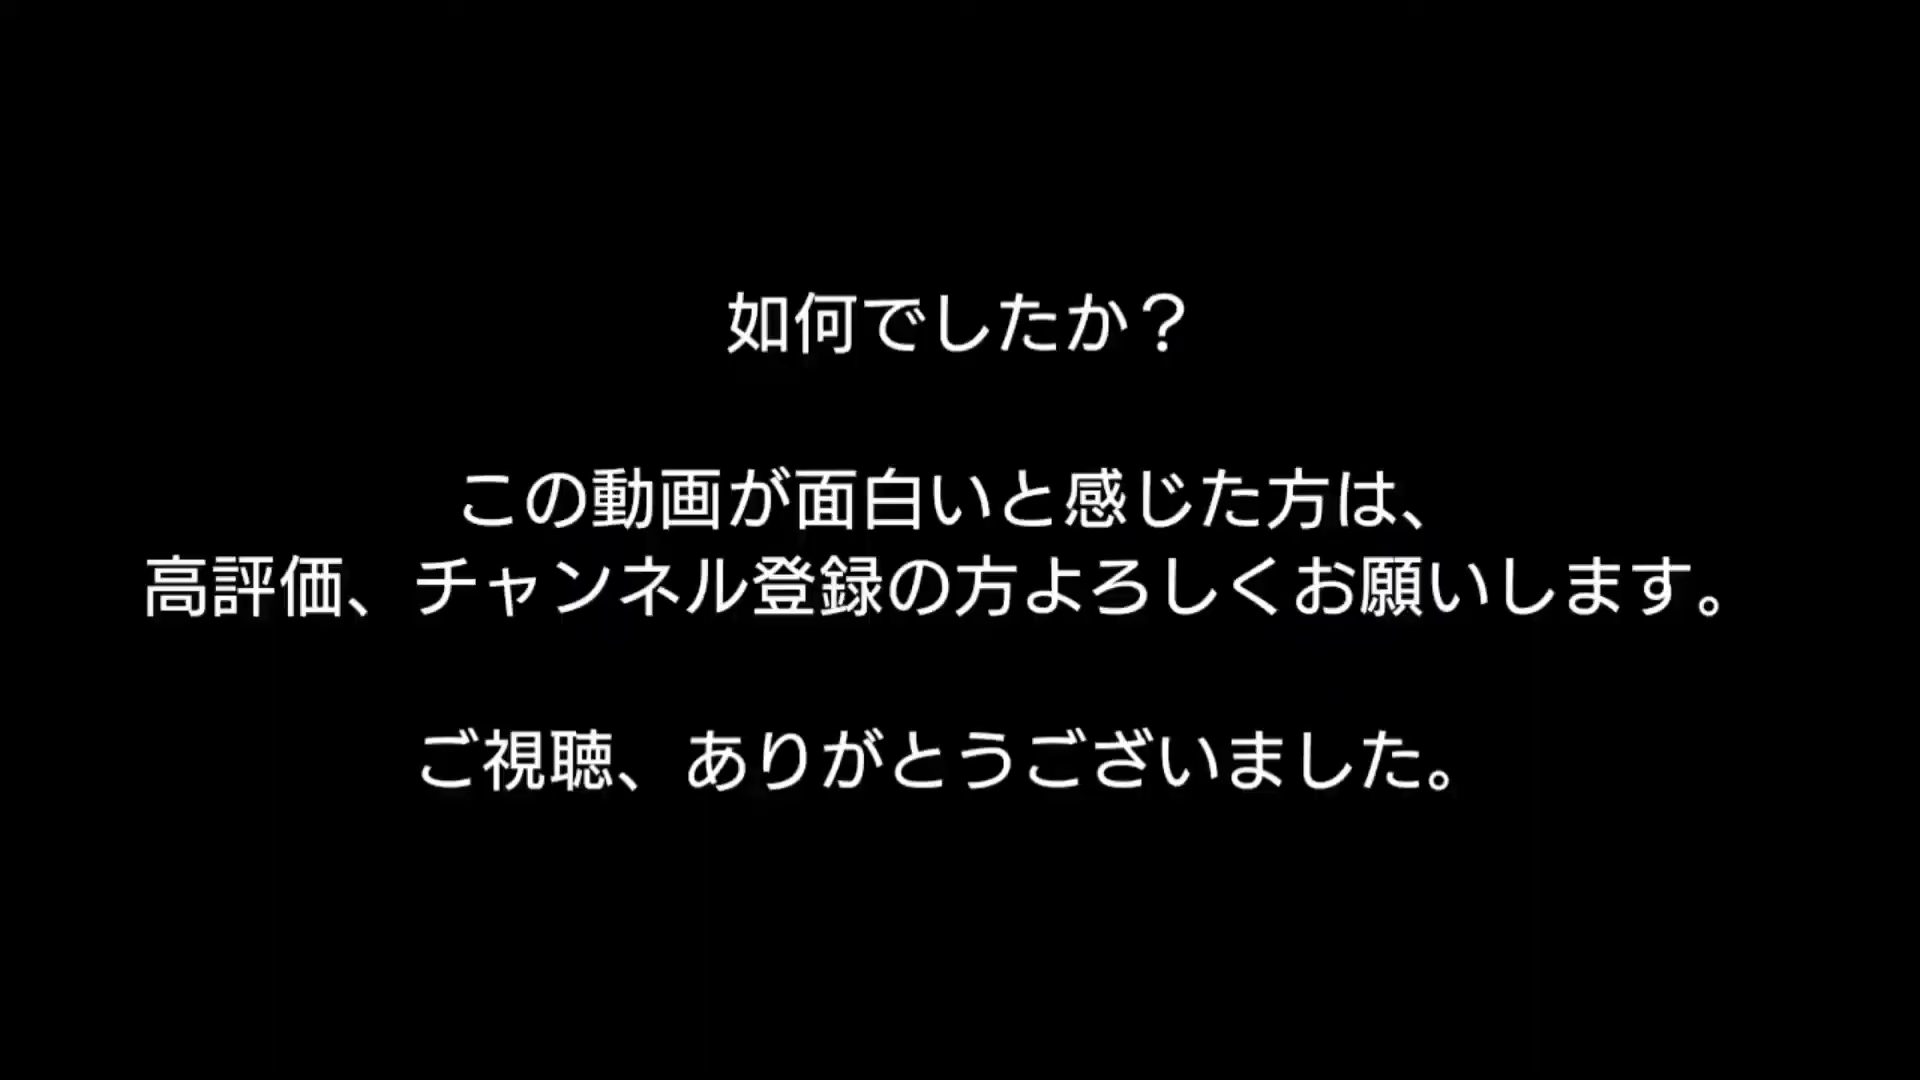 如何でしたか？
この動画が面白いと感じた方は、
高評価、チャンネル登録の方よろしくお願いします。
ご視聴、ありがとうございました。